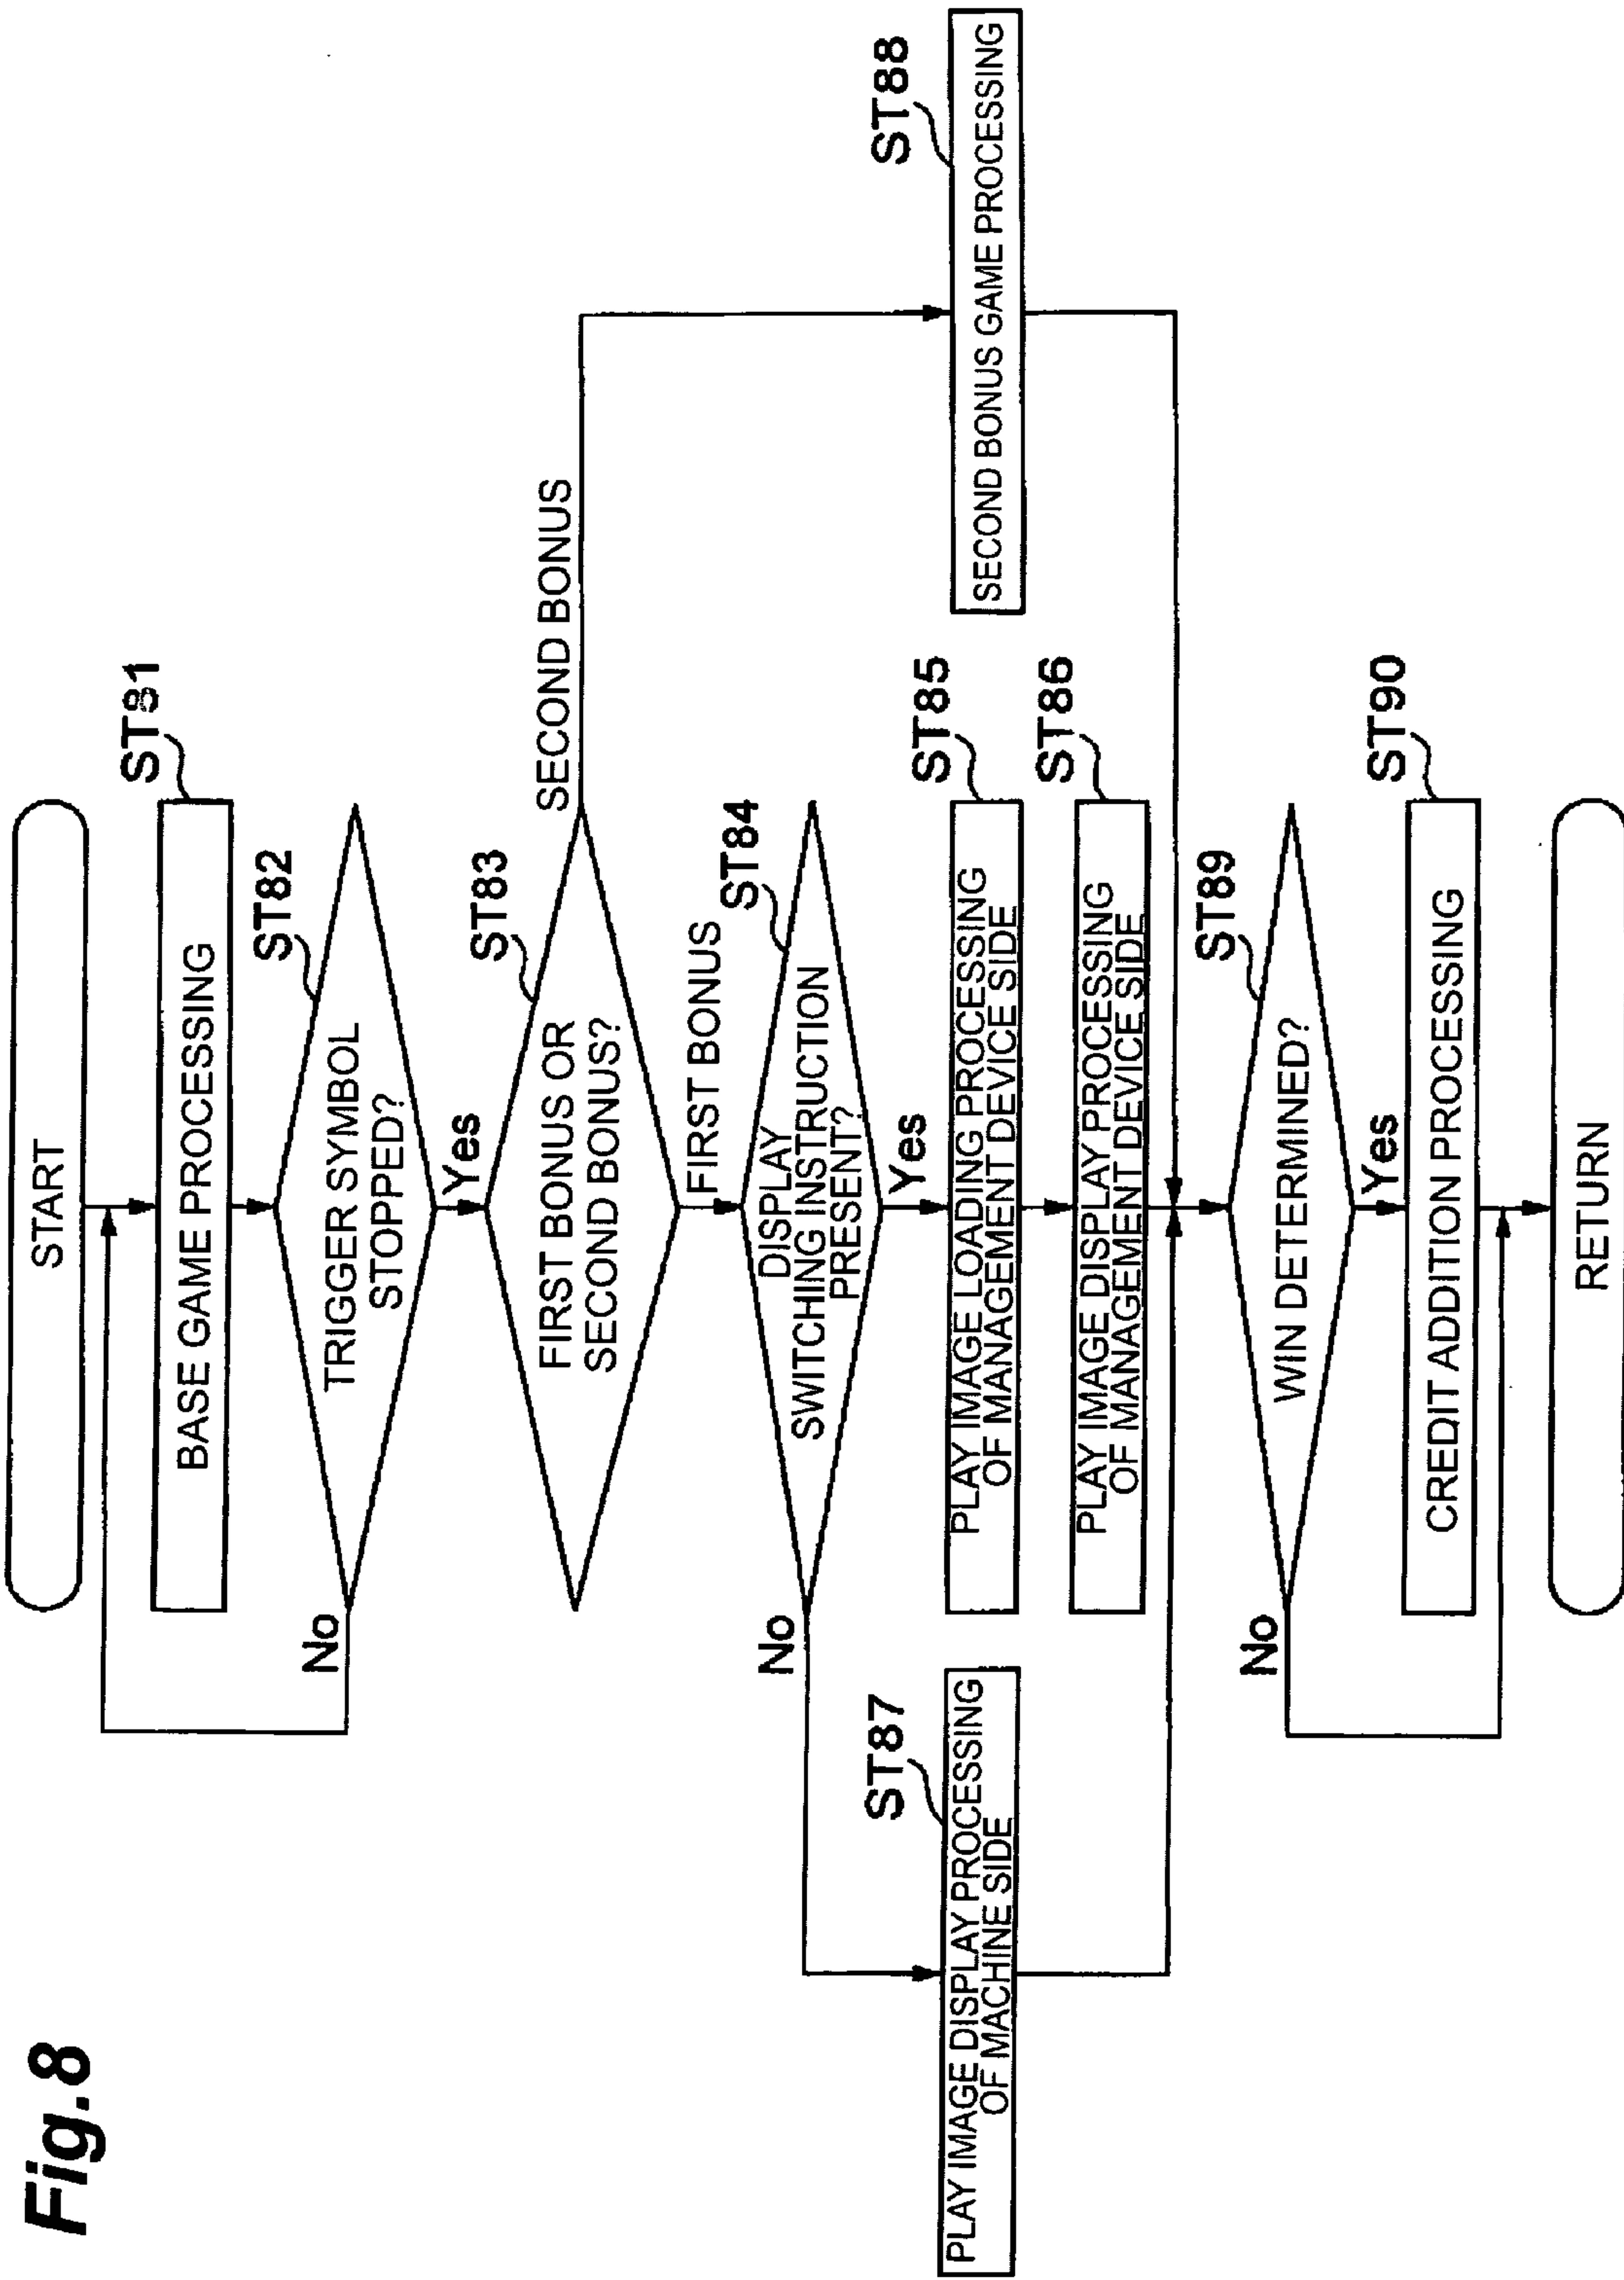 Fig.8
START
ST81
BASE GAME PROCESSING
ST82
TRIGGER SYMBOL
STOPPED?
No
Yes
ST83
FIRST BONUS OR
SECOND BONUS?
SECOND BONUS
FIRST BONUS
ST84
DISPLAY
SWITCHING INSTRUCTION
PRESENT?
No
Yes
ST87
PLAY IMAGE DISPLAY PROCESSING
OF MACHINE SIDE
ST85
PLAY IMAGE LOADING PROCESSING
OF MANAGEMENT DEVICE SIDE
ST88
SECOND BONUS GAME PROCESSING
ST86
PLAY IMAGE DISPLAY PROCESSING
OF MANAGEMENT DEVICE SIDE
ST89
WIN DETERMINED?
No
Yes
ST90
CREDIT ADDITION PROCESSING
RETURN